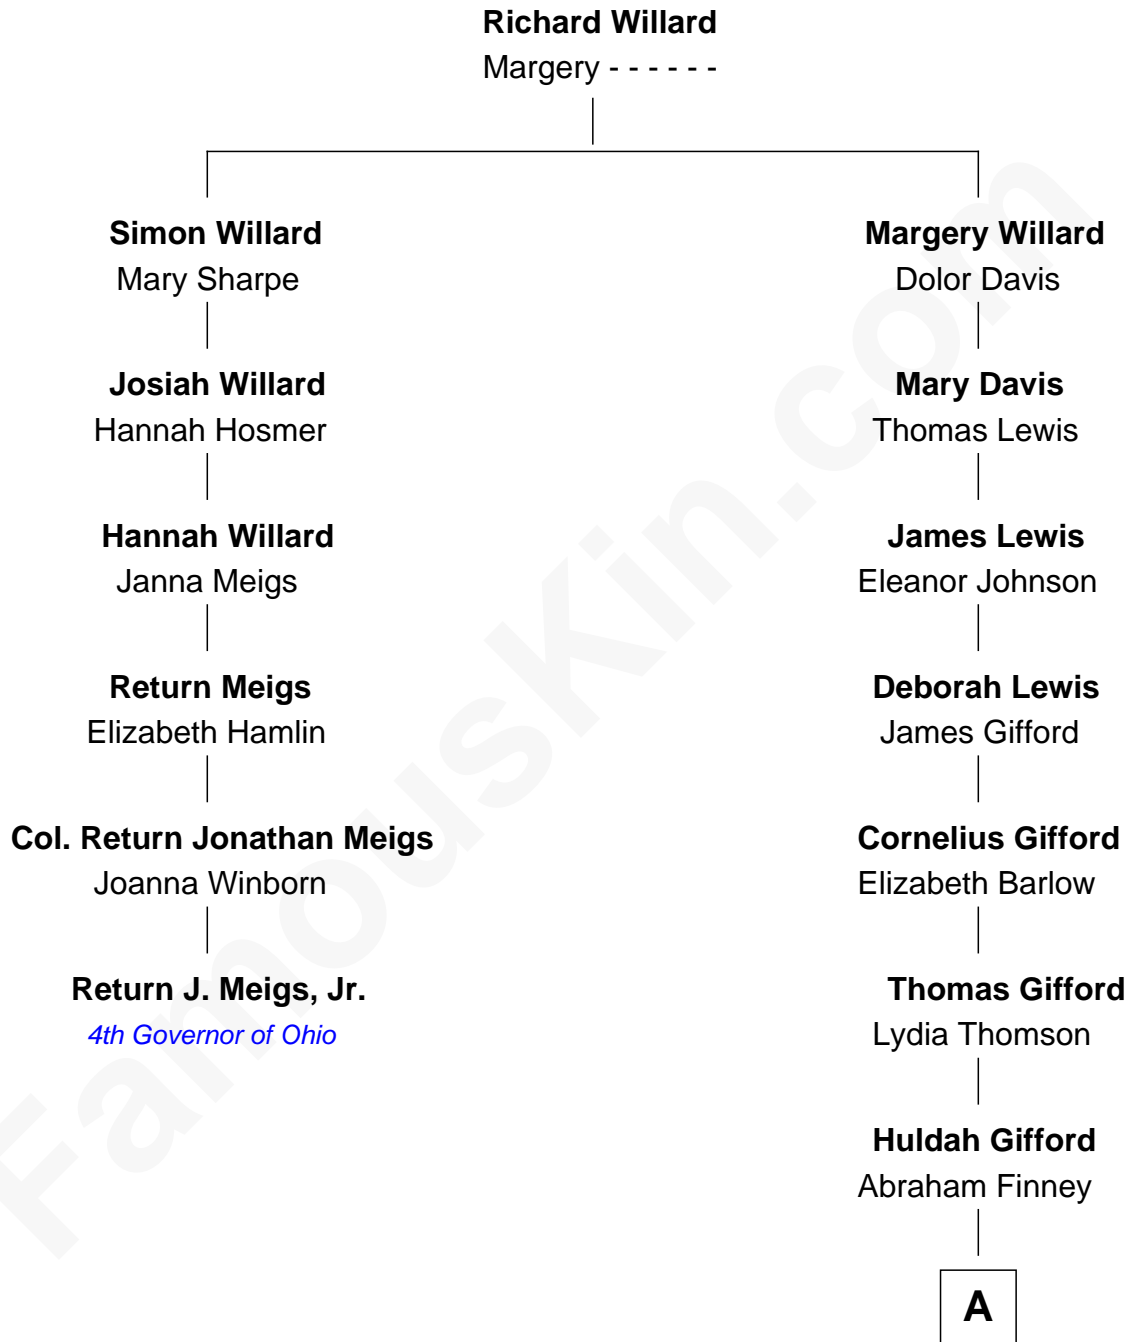 Richard Willard
Margery - - - - - -
Simon Willard
Mary Sharpe
Margery Willard
Dolor Davis
Josiah Willard
Hannah Hosmer
Mary Davis
Thomas Lewis
Hannah Willard
Janna Meigs
James Lewis
Eleanor Johnson
Return Meigs
Elizabeth Hamlin
Deborah Lewis
James Gifford
Col. Return Jonathan Meigs
Joanna Winborn
Cornelius Gifford
Elizabeth Barlow
Return J. Meigs, Jr.
4th Governor of Ohio
Thomas Gifford
Lydia Thomson
Huldah Gifford
Abraham Finney
A
FamousKin.com